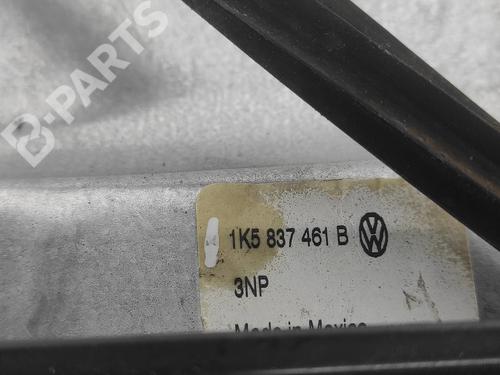 B-PARTS
1K5 837 461 B
3NP
Made in Mexico